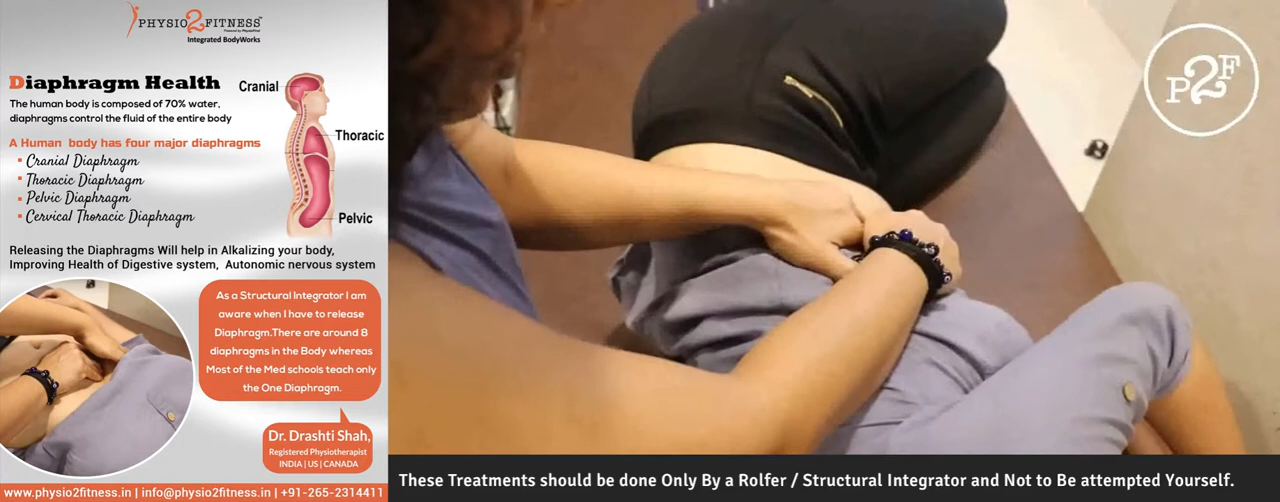 PHYSIO2FITNESS™
Powered by PhysioFirst
Integrated BodyWorks
Diaphragm Health
The human body is composed of 70% water,
diaphragms control the fluid of the entire body
A Human body has four major diaphragms
Cranial Diaphragm
Thoracic Diaphragm
Pelvic Diaphragm
Cervical Thoracic Diaphragm
Cranial
Thoracic
Pelvic
Releasing the Diaphragms Will help in Alkalizing your body,
Improving Health of Digestive system, Autonomic nervous system
As a Structural Integrator I am
aware when I have to release
Diaphragm.There are around 8
diaphragms in the Body whereas
Most of the Med schools teach only
the One Diaphragm.
Dr. Drashti Shah,
Registered Physiotherapist
INDIA | US | CANADA
www.physio2fitness.in | info@physio2fitness.in | +91-265-2314411
P2F
These Treatments should be done Only By a Rolfer / Structural Integrator and Not to Be attempted Yourself.